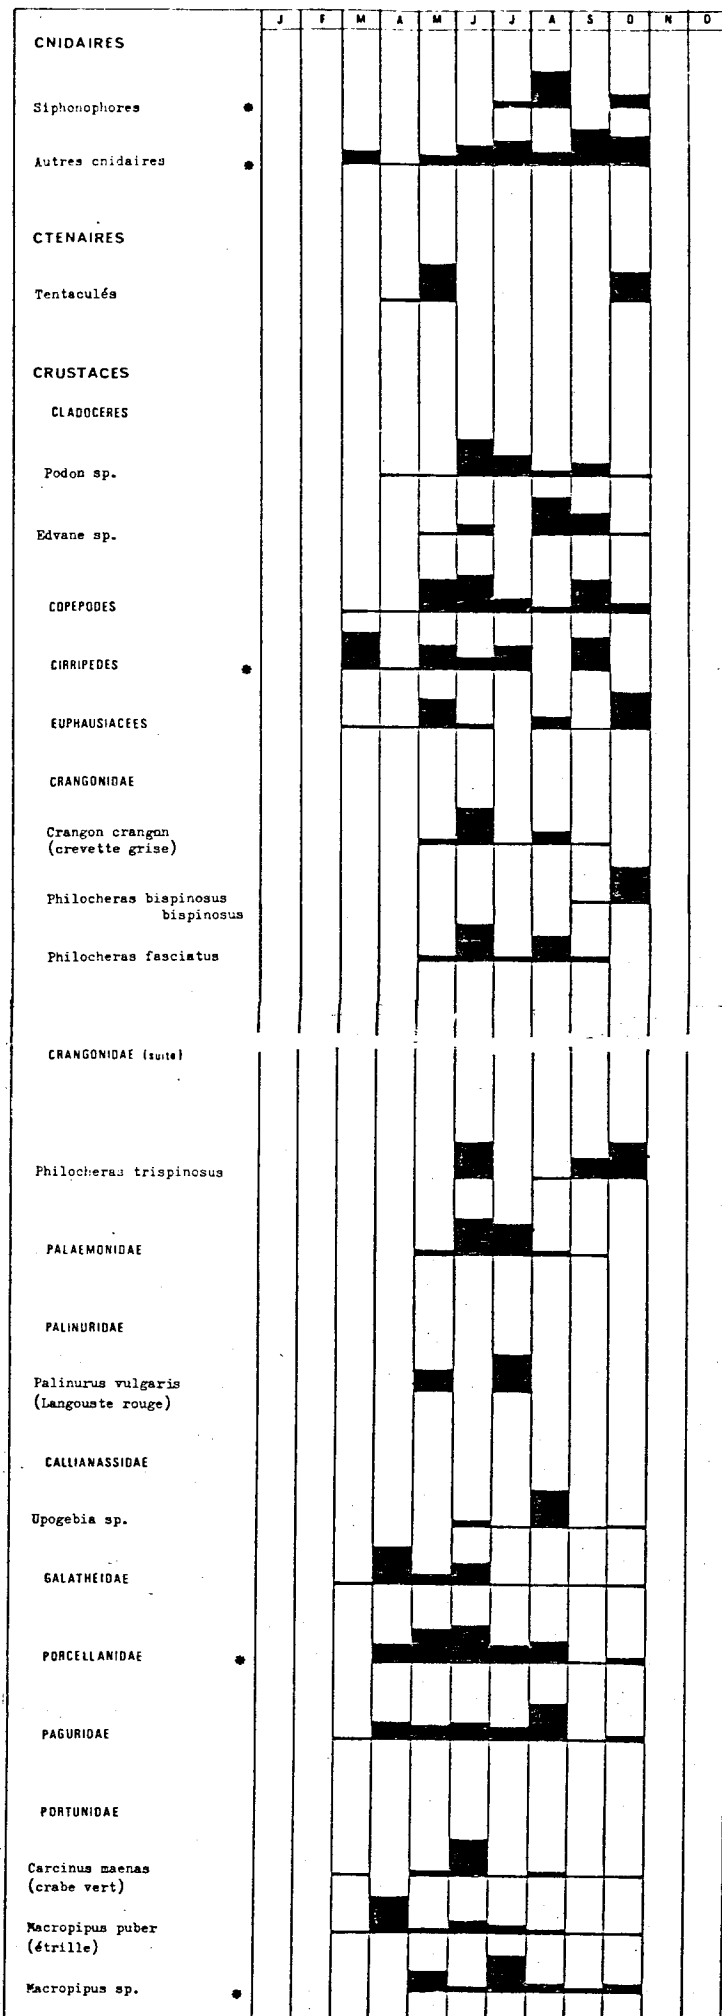 J F M A M J J A S O N D
CNIDAIRES
Siphonophores *
Autres cnidaires *
CTENAIRES
Tentaculés
CRUSTACES
CLADOCERES
Podon sp.
Edvane sp.
COPEPODES
CIRRIPEDES *
EUPHAUSIACEES
CRANGONIDAE
Crangon crangon
(crevette grise)
Philocheras bispinosus
bispinosus
Philocheras fasciatus
CRANGONIDAE (suite)
Philocheras trispinosus
PALAEMONIDAE
PALINURIDAE
Palinurus vulgaris
(Langouste rouge)
CALLIANASSIDAE
Upogebia sp.
GALATHEIDAE
PORCELLANIDAE *
PAGURIDAE
PORTUNIDAE
Carcinus maenas
(crabe vert)
Macropipus puber
(étrille)
Macropipus sp. *